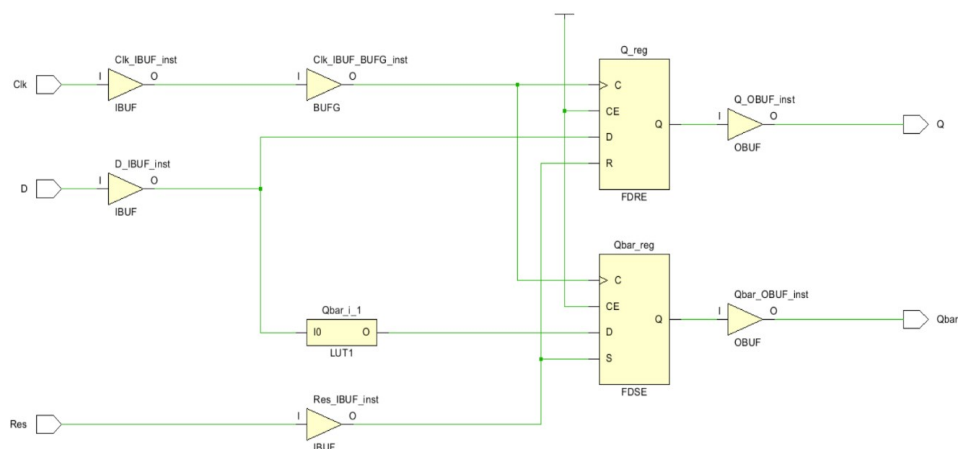 Clk
I
Clk_IBUF_inst
O
IBUF
I
Clk_IBUF_BUFG_inst
O
BUFG
Q_reg
C
CE
D
R
Q
FDRE
I
Q_OBUF_inst
O
OBUF
Q
D
I
D_IBUF_inst
O
IBUF
Qbar_reg
C
CE
D
S
Q
FDSE
I
Qbar_OBUF_inst
O
OBUF
Qbar
Qbar_i_1
I0
O
LUT1
Res
I
Res_IBUF_inst
O
IBUF